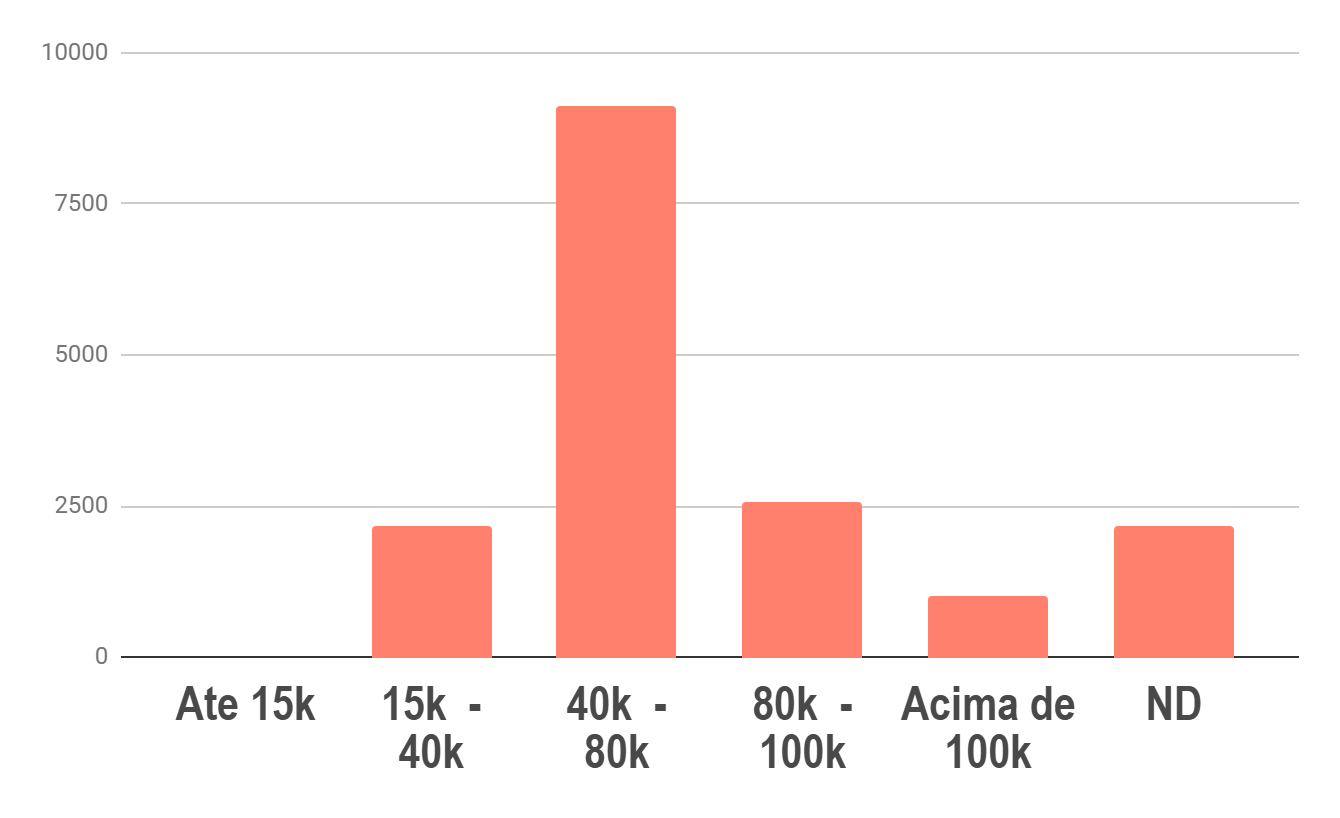 10000
7500
5000
2500
0
Ate 15k
15k -
40k
40k -
80k
80k -
100k
Acima de
100k
ND